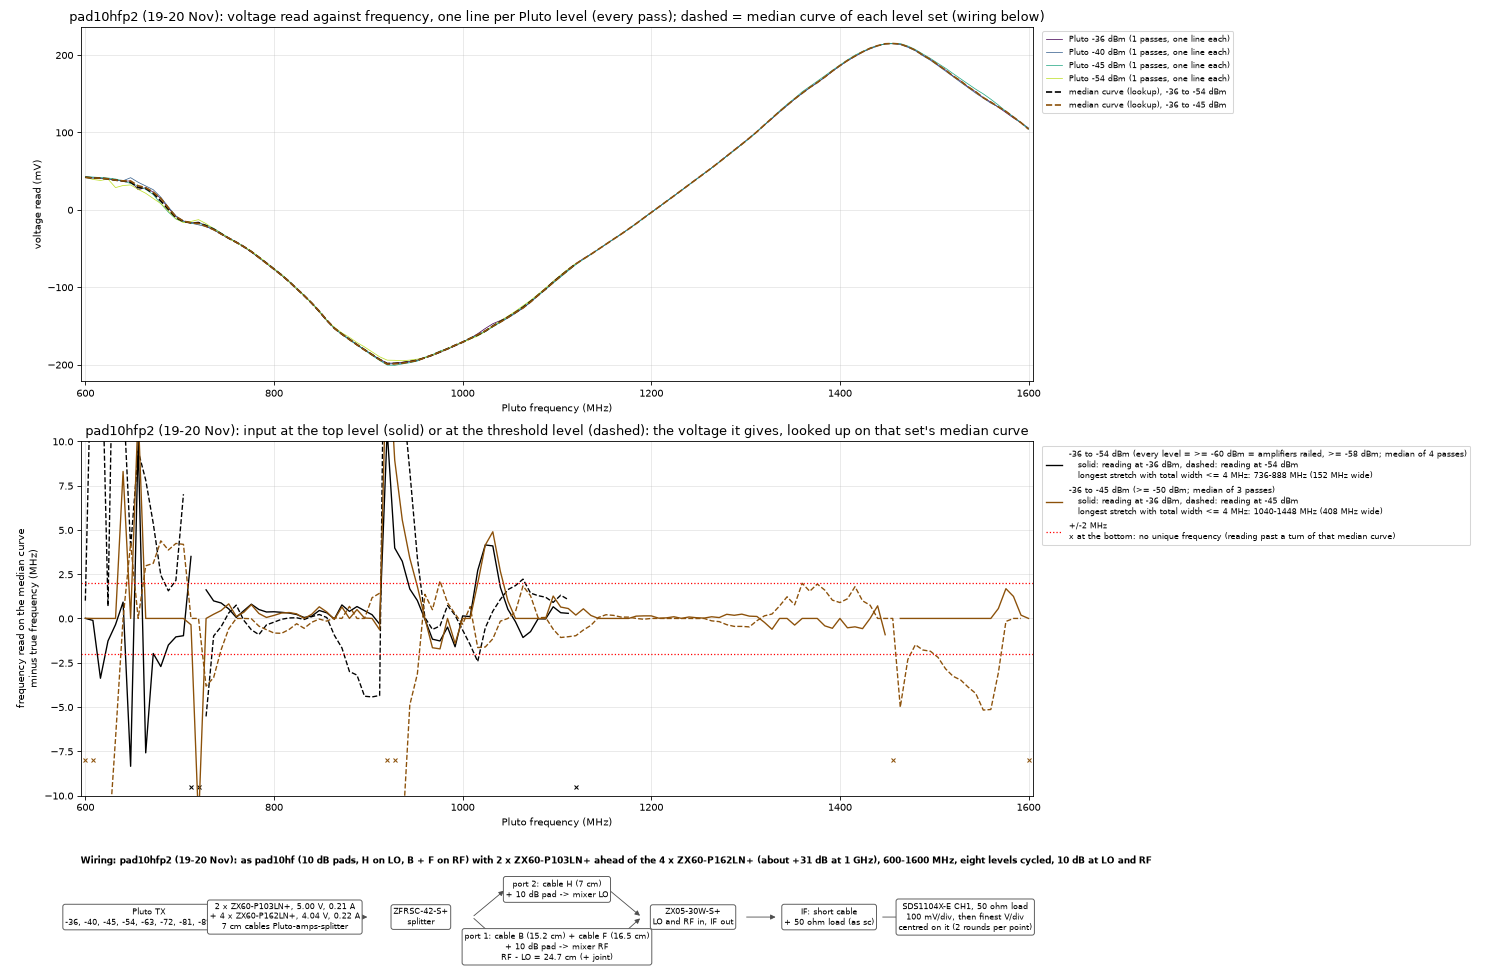 pad10hfp2 (19-20 Nov): voltage read against frequency, one line per Pluto level (every pass); dashed = median curve of each level set (wiring below)
voltage read (mV)
200
100
0
−100
−200
600
800
1000
1200
1400
1600
Pluto frequency (MHz)
Pluto -36 dBm (1 passes, one line each)
Pluto -40 dBm (1 passes, one line each)
Pluto -45 dBm (1 passes, one line each)
Pluto -54 dBm (1 passes, one line each)
median curve (lookup), -36 to -54 dBm
median curve (lookup), -36 to -45 dBm
pad10hfp2 (19-20 Nov): input at the top level (solid) or at the threshold level (dashed): the voltage it gives, looked up on that set's median curve
frequency read on the median curve
minus true frequency (MHz)
10.0
7.5
5.0
2.5
0.0
−2.5
−5.0
−7.5
−10.0
600
800
1000
1200
1400
1600
Pluto frequency (MHz)
-36 to -54 dBm (every level = >= -60 dBm = amplifiers railed, >= -58 dBm; median of 4 passes)
solid: reading at -36 dBm, dashed: reading at -54 dBm
longest stretch with total width <= 4 MHz: 736-888 MHz (152 MHz wide)
-36 to -45 dBm (>= -50 dBm; median of 3 passes)
solid: reading at -36 dBm, dashed: reading at -45 dBm
longest stretch with total width <= 4 MHz: 1040-1448 MHz (408 MHz wide)
+/-2 MHz
x at the bottom: no unique frequency (reading past a turn of that median curve)
Wiring: pad10hfp2 (19-20 Nov): as pad10hf (10 dB pads, H on LO, B + F on RF) with 2 x ZX60-P103LN+ ahead of the 4 x ZX60-P162LN+ (about +31 dB at 1 GHz), 600-1600 MHz, eight levels cycled, 10 dB at LO and RF
Pluto TX
-36, -40, -45, -54, -63, -72, -81, -8
2 x ZX60-P103LN+, 5.00 V, 0.21 A
+ 4 x ZX60-P162LN+, 4.04 V, 0.22 A
7 cm cables Pluto-amps-splitter
ZFRSC-42-S+
splitter
port 2: cable H (7 cm)
+ 10 dB pad -> mixer LO
port 1: cable B (15.2 cm) + cable F (16.5 cm)
+ 10 dB pad -> mixer RF
RF - LO = 24.7 cm (+ joint)
ZX05-30W-S+
LO and RF in, IF out
IF: short cable
+ 50 ohm load (as sc)
SDS1104X-E CH1, 50 ohm load
100 mV/div, then finest V/div
centred on it (2 rounds per point)